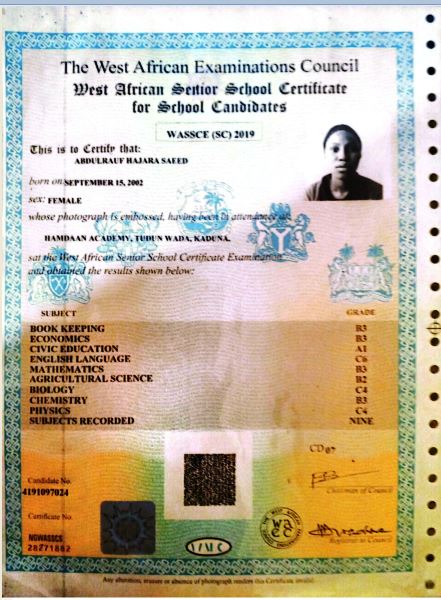 The West African Examinations Council
West African Senior School Certificate
for School Candidates
WASSCE (SC) 2019
This is to Certify that:
ABDULRAUF HAJARA SAEED
born on SEPTEMBER 15, 2002
sex: FEMALE
whose photograph is embossed, having been in attendance at:
HAMDAAN ACADEMY, TUDUN WADA, KADUNA.
sat the West African Senior School Certificate Examination
and obtained the results shown below:
SUBJECT GRADE
BOOK KEEPING B3
ECONOMICS B3
CIVIC EDUCATION A1
ENGLISH LANGUAGE C6
MATHEMATICS B3
AGRICULTURAL SCIENCE B2
BIOLOGY C4
CHEMISTRY B3
PHYSICS C4
SUBJECTS RECORDED NINE
CD 07
Candidate No.
4191097024
Chairman of Council
Certificate No.
NGWASSCS
28271882
Registrar to Council
Any alteration, erasure or absence of photograph renders this Certificate invalid.